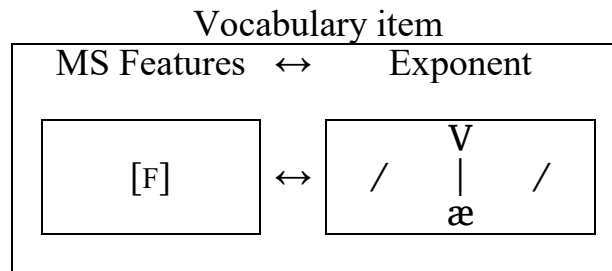 Vocabulary item
MS Features ↔ Exponent
V
[F] ↔ / | /
æ